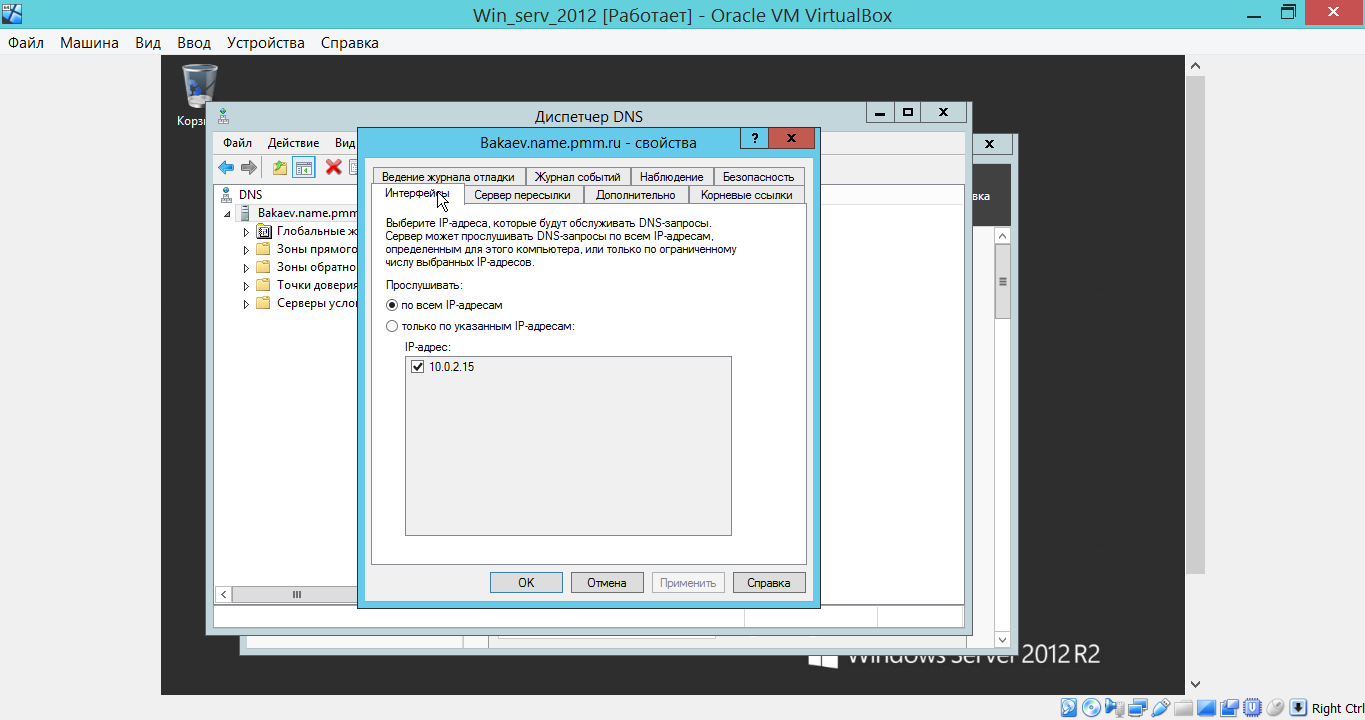 Win_serv_2012 [Работает] - Oracle VM VirtualBox
Файл Машина Вид Ввод Устройства Справка
Диспетчер DNS
Файл Действие Вид
DNS
Bakaev.name.pmm
Глобальные ж
Зоны прямого
Зоны обратно
Точки доверия
Серверы усло
Bakaev.name.pmm.ru - свойства
?
Ведение журнала отладки Журнал событий Наблюдение Безопасность
Интерфейсы Сервер пересылки Дополнительно Корневые ссылки
Выберите IP-адреса, которые будут обслуживать DNS-запросы.
Сервер может прослушивать DNS-запросы по всем IP-адресам,
определенным для этого компьютера, или только по ограниченному
числу выбранных IP-адресов.
Прослушивать:
по всем IP-адресам
только по указанным IP-адресам:
IP-адрес:
10.0.2.15
OK Отмена Применить Справка
вка
Windows Server 2012 R2
Right Ctrl